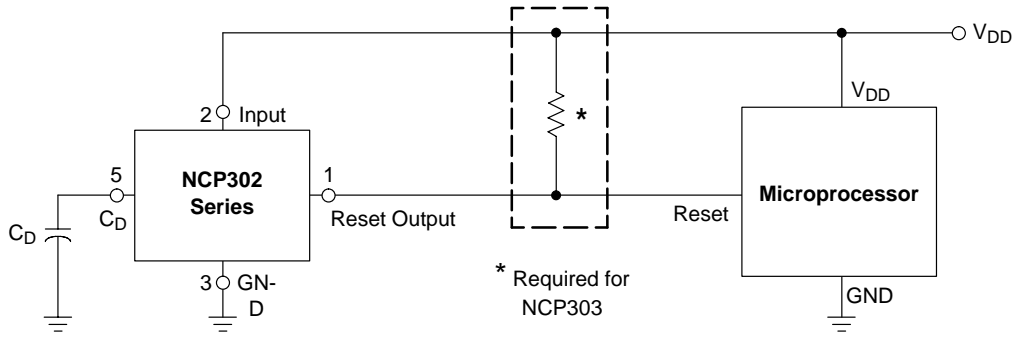 V_DD
V_DD
2 Input
NCP302
Series
5
C_D
C_D
1
Reset Output
*
Reset
Microprocessor
3 GN-
D
* Required for
NCP303
GND